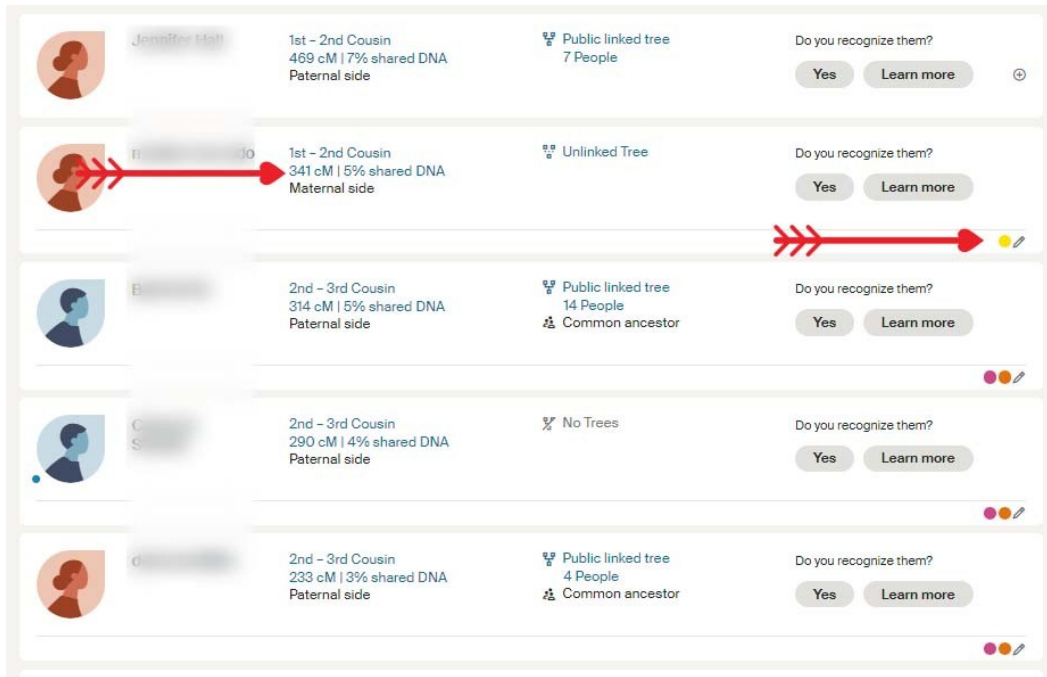 1st – 2nd Cousin
469 cM | 7% shared DNA
Paternal side
Public linked tree
7 People
Do you recognize them?
Yes Learn more
do
1st – 2nd Cousin
341 cM | 5% shared DNA
Maternal side
Unlinked Tree
Do you recognize them?
Yes Learn more
2nd – 3rd Cousin
314 cM | 5% shared DNA
Paternal side
Public linked tree
14 People
Common ancestor
Do you recognize them?
Yes Learn more
2nd – 3rd Cousin
290 cM | 4% shared DNA
Paternal side
No Trees
Do you recognize them?
Yes Learn more
2nd – 3rd Cousin
233 cM | 3% shared DNA
Paternal side
Public linked tree
4 People
Common ancestor
Do you recognize them?
Yes Learn more